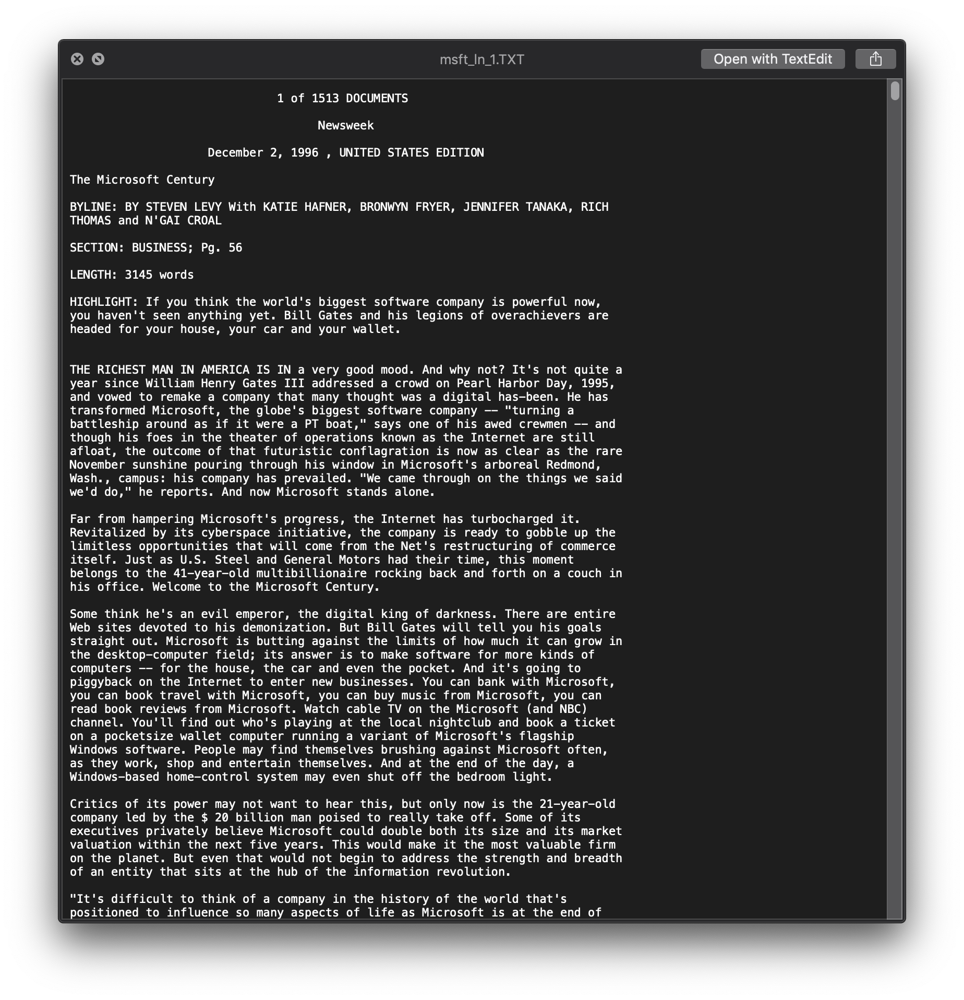 msft_ln_1.TXT
Open with TextEdit
1 of 1513 DOCUMENTS
Newsweek
December 2, 1996 , UNITED STATES EDITION
The Microsoft Century
BYLINE: BY STEVEN LEVY With KATIE HAFNER, BRONWYN FRYER, JENNIFER TANAKA, RICH
THOMAS and N'GAI CROAL
SECTION: BUSINESS; Pg. 56
LENGTH: 3145 words
HIGHLIGHT: If you think the world's biggest software company is powerful now,
you haven't seen anything yet. Bill Gates and his legions of overachievers are
headed for your house, your car and your wallet.
THE RICHEST MAN IN AMERICA IS IN a very good mood. And why not? It's not quite a
year since William Henry Gates III addressed a crowd on Pearl Harbor Day, 1995,
and vowed to remake a company that many thought was a digital has-been. He has
transformed Microsoft, the globe's biggest software company -- "turning a
battleship around as if it were a PT boat," says one of his awed crewmen -- and
though his foes in the theater of operations known as the Internet are still
afloat, the outcome of that futuristic conflagration is now as clear as the rare
November sunshine pouring through his window in Microsoft's arboreal Redmond,
Wash., campus: his company has prevailed. "We came through on the things we said
we'd do," he reports. And now Microsoft stands alone.
Far from hampering Microsoft's progress, the Internet has turbocharged it.
Revitalized by its cyberspace initiative, the company is ready to gobble up the
limitless opportunities that will come from the Net's restructuring of commerce
itself. Just as U.S. Steel and General Motors had their time, this moment
belongs to the 41-year-old multibillionaire rocking back and forth on a couch in
his office. Welcome to the Microsoft Century.
Some think he's an evil emperor, the digital king of darkness. There are entire
Web sites devoted to his demonization. But Bill Gates will tell you his goals
straight out. Microsoft is butting against the limits of how much it can grow in
the desktop-computer field; its answer is to make software for more kinds of
computers -- for the house, the car and even the pocket. And it's going to
piggyback on the Internet to enter new businesses. You can bank with Microsoft,
you can book travel with Microsoft, you can buy music from Microsoft, you can
read book reviews from Microsoft. Watch cable TV on the Microsoft (and NBC)
channel. You'll find out who's playing at the local nightclub and book a ticket
on a pocketsize wallet computer running a variant of Microsoft's flagship
Windows software. People may find themselves brushing against Microsoft often,
as they work, shop and entertain themselves. And at the end of the day, a
Windows-based home-control system may even shut off the bedroom light.
Critics of its power may not want to hear this, but only now is the 21-year-old
company led by the $ 20 billion man poised to really take off. Some of its
executives privately believe Microsoft could double both its size and its market
valuation within the next five years. This would make it the most valuable firm
on the planet. But even that would not begin to address the strength and breadth
of an entity that sits at the hub of the information revolution.
"It's difficult to think of a company in the history of the world that's
positioned to influence so many aspects of life as Microsoft is at the end of